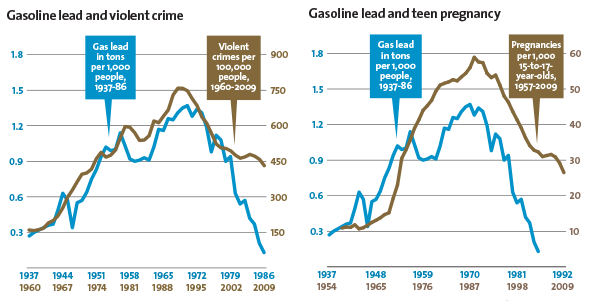 Gasoline lead and violent crime
Gas lead
in tons
per 1,000
people,
1937-86
Violent
crimes per
100,000
people,
1960-2009
1.8
1.5
1.2
0.9
0.6
0.3
900
750
600
450
300
150
1937 1944 1951 1958 1965 1972 1979 1986
1960 1967 1974 1981 1988 1995 2002 2009
Gasoline lead and teen pregnancy
Gas lead
in tons
per 1,000
people,
1937-86
Pregnancies
per 1,000
15-to-17-
year-olds,
1957-2009
1.8
1.5
1.2
0.9
0.6
0.3
60
50
40
30
20
10
1937 1948 1959 1970 1981 1992
1954 1965 1976 1987 1998 2009